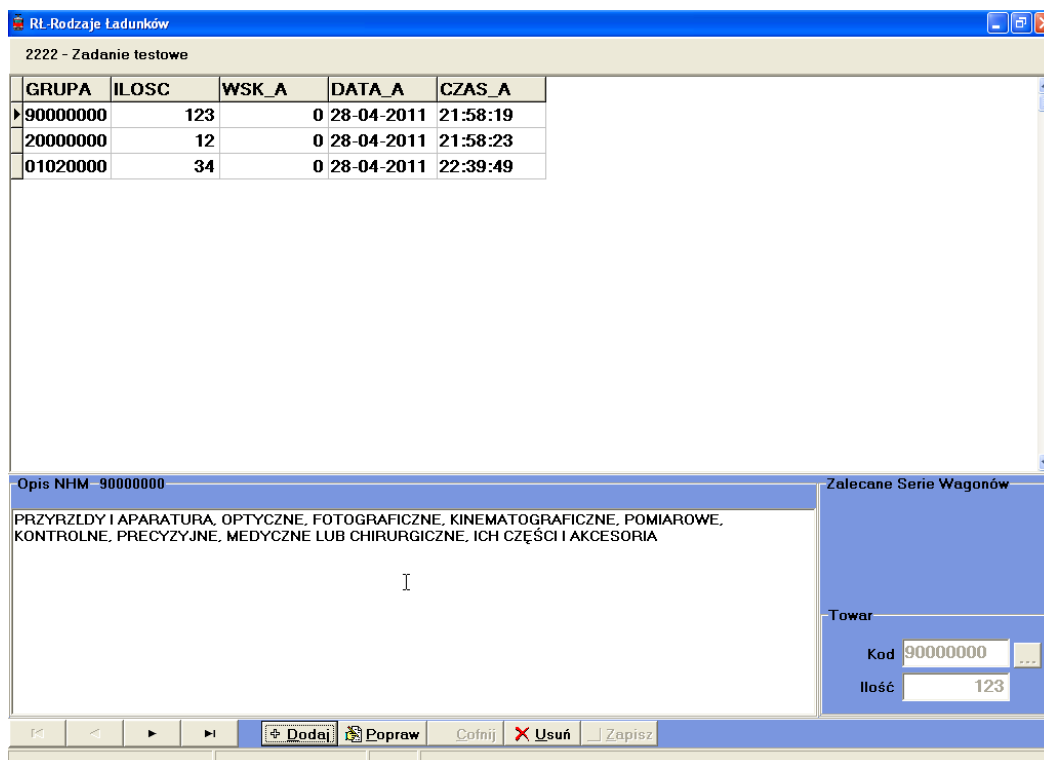 RŁ-Rodzaje Ładunków
2222 - Zadanie testowe
GRUPA ILOSC WSK_A DATA_A CZAS_A
90000000 123 0 28-04-2011 21:58:19
20000000 12 0 28-04-2011 21:58:23
01020000 34 0 28-04-2011 22:39:49
Opis NHM 90000000
PRZYRZŁDY I APARATURA, OPTYCZNE, FOTOGRAFICZNE, KINEMATOGRAFICZNE, POMIAROWE,
KONTROLNE, PRECYZYJNE, MEDYCZNE LUB CHIRURGICZNE, ICH CZĘŚCI I AKCESORIA
Zalecane Serie Wagonów
Towar
Kod 90000000 ...
Ilość 123
Dodaj Popraw Cofnij Usuń Zapisz